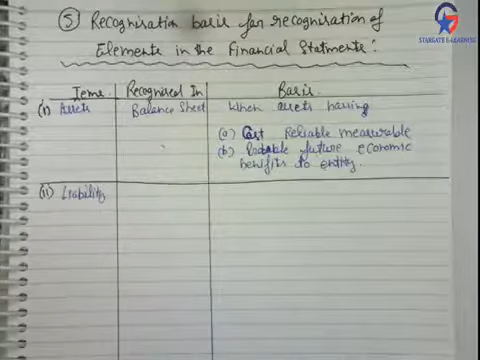 ⑤ Recognisation basis for recognisation of
Elements in the Financial Statments:
Items Recognised In Basis
(i) Assets Balance Sheet When assets having
(a) Cost Reliable measurable
(b) Probable future economic
benefits to entity.
(ii) Liability
STARGATE E-LEARNING